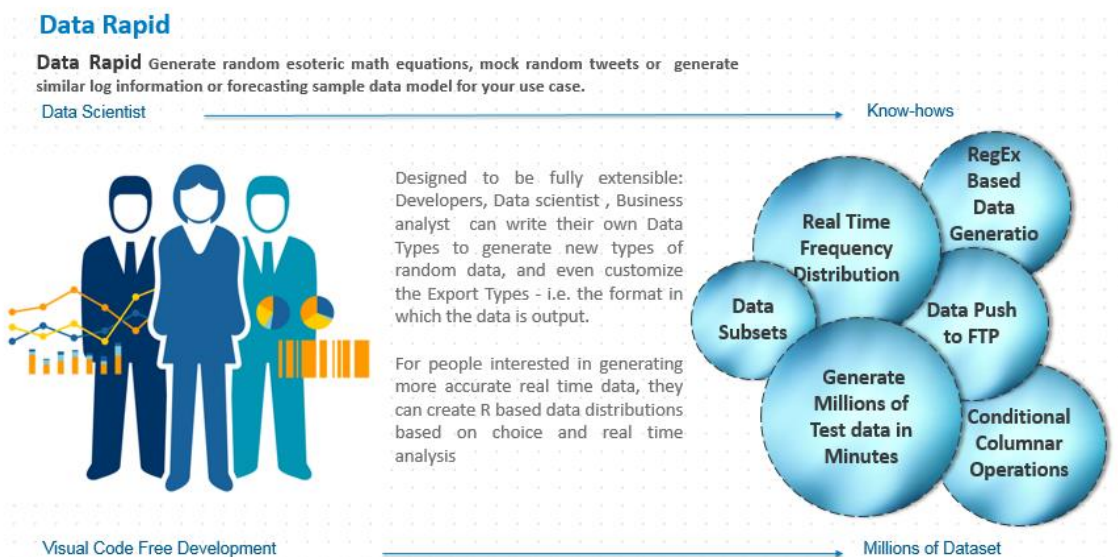 Data Rapid
Data Rapid Generate random esoteric math equations, mock random tweets or generate
similar log information or forecasting sample data model for your use case.
Data Scientist
Know-hows
Designed to be fully extensible:
Developers, Data scientist , Business
analyst can write their own Data
Types to generate new types of
random data, and even customize
the Export Types - i.e. the format in
which the data is output.
For people interested in generating
more accurate real time data, they
can create R based data distributions
based on choice and real time
analysis
RegEx
Based
Data
Generatio
Real Time
Frequency
Distribution
Data
Subsets
Data Push
to FTP
Generate
Millions of
Test data in
Minutes
Conditional
Columnar
Operations
Visual Code Free Development
Millions of Dataset